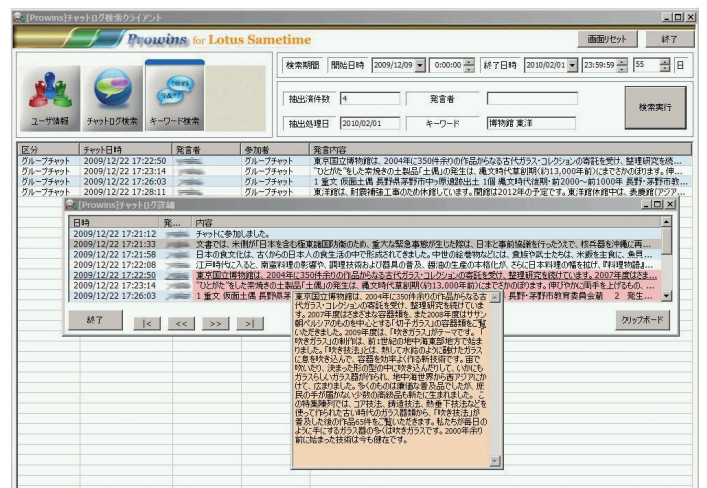 [Prowins]チャットログ検索クライアント
Prowins for Lotus Sametime
画面リセット 終了
検索期間 開始日時 2009/12/09 0:00:00 終了日時 2010/02/01 23:59:59 55 日
ユーザ情報 チャットログ検索 キーワード検索
抽出済件数 4 発言者
検索実行
抽出処理日 2010/02/01 キーワード 博物館 東洋
区分 チャット日時 発言者 参加者 発言内容
グループチャット 2009/12/22 17:22:50 グループチャット 東京国立博物館は、2004年に350件余りの作品からなる古代ガラス・コレクションの寄託を受け、整理研究を続...
グループチャット 2009/12/22 17:23:14 グループチャット "ひとがた"をした素焼きの土製品「土偶」の発生は、縄文時代草創期(約13,000年前)にまでさかのぼります。伸...
グループチャット 2009/12/22 17:26:03 グループチャット 1 重文 仮面土偶 長野県茅野市中ッ原遺跡出土 1個 縄文時代後期・前2000～前1000年 長野・茅野市教...
グループチャット 2009/12/22 17:28:11 グループチャット 東洋館は、耐震補強工事のため休館しています。開館は2012年の予定です。東洋館休館中は、表慶館(アジア...
[Prowins]チャットログ詳細
日時 発... 内容
2009/12/22 17:21:12 チャットに参加しました。
2009/12/22 17:21:33 文書では、米側が「日本を含む極東諸国防衛のため、重大な緊急事態が生じた際は、日本と事前協議を行ったうえで、核兵器を沖縄に再...
2009/12/22 17:21:58 日本の食文化は、古くからの日本人の食生活の中で形成されてきました。中世の絵巻物などには、貴族や武士たちは、米飯を主食に、魚貝...
2009/12/22 17:22:08 江戸時代に入ると、南蛮料理の影響や、調理技術および器具の普及、醤油の生産の本格化が、さらに日本料理の幅を拡げ、『料理物語』...
2009/12/22 17:22:50 東京国立博物館は、2004年に350件余りの作品からなる古代ガラス・コレクションの寄託を受け、整理研究を続けています。2007年度はさま...
2009/12/22 17:23:14 "ひとがた"をした素焼きの土製品「土偶」の発生は、縄文時代草創期(約13,000年前)にまでさかのぼります。伸びやかに両手を上げるもの、...
2009/12/22 17:26:03 1 重文 仮面土偶 長野県茅 長野・茅野市教育委員会蔵 2 発生...
東京国立博物館は、2004年に350件余りの作品からなる古
代ガラス・コレクションの寄託を受け、整理研究を続けていま
す。2007年度はさまざまな容器類を、また2008年度はササン
朝ペルシアのものを中心とする「切子ガラス」の容器類をご覧
いただきました。2009年度は、「吹きガラス」がテーマです。「
吹きガラス」の制作は、前1世紀の地中海東部地方で始ま
りました。「吹き技法」とは、熱して水飴のように融けたガラス
に息を吹き込んで、容器を効率よく作る新技術です。宙で
吹いたり、決まった形の型の中に吹き込んだりして、いかにも
ガラスらしいガラス器が作られ、地中海世界から西アジアにか
けて、広まりました。多くのものは廉価な普及品でしたが、庶
民の手が届かない少数の高級品も新たに生まれました。 こ
の特集陳列では、コア技法、鋳造技法、熱垂下技法などを
使って作られた古い時代のガラス器類から、「吹き技法」が
普及した後の作品65件をご覧いただきます。私たちが毎日の
ように手にするガラス器の多くは吹きガラスです。2000年余り
前に始まった技術は今も健在です。
終了 |< << >> >| クリップボード